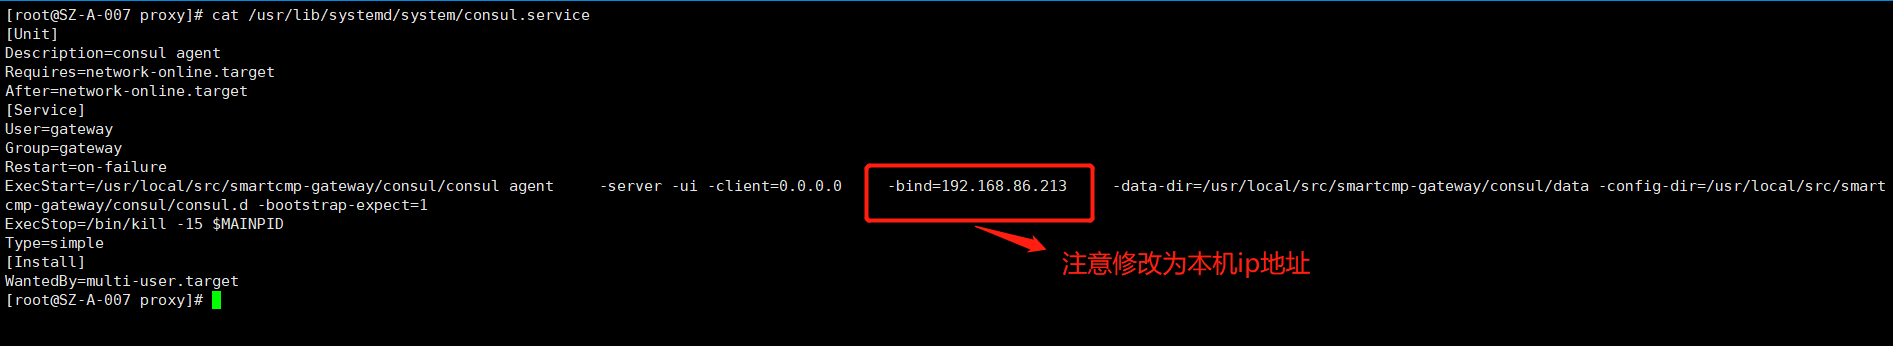 [root@SZ-A-007 proxy]# cat /usr/lib/systemd/system/consul.service
[Unit]
Description=consul agent
Requires=network-online.target
After=network-online.target
[Service]
User=gateway
Group=gateway
Restart=on-failure
ExecStart=/usr/local/src/smartcmp-gateway/consul/consul agent     -server -ui -client=0.0.0.0     -bind=192.168.86.213     -data-dir=/usr/local/src/smartcmp-gateway/consul/data -config-dir=/usr/local/src/smart
cmp-gateway/consul/consul.d -bootstrap-expect=1
ExecStop=/bin/kill -15 $MAINPID
Type=simple
[Install]
注意修改为本机ip地址
WantedBy=multi-user.target
[root@SZ-A-007 proxy]#